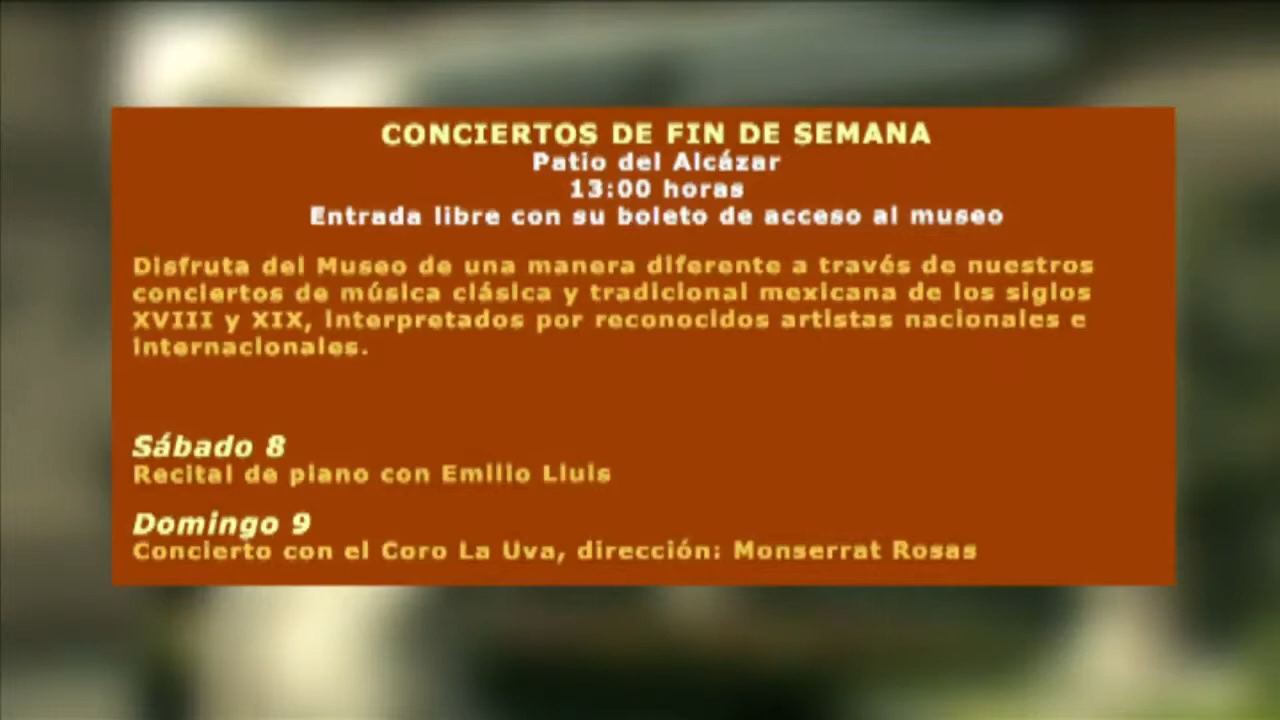 CONCIERTOS DE FIN DE SEMANA
Patio del Alcázar
13:00 horas
Entrada libre con su boleto de acceso al museo
Disfruta del Museo de una manera diferente a través de nuestros
conciertos de música clásica y tradicional mexicana de los siglos
XVIII y XIX, interpretados por reconocidos artistas nacionales e
internacionales.
Sábado 8
Recital de piano con Emilio Lluis
Domingo 9
Concierto con el Coro La Uva, dirección: Monserrat Rosas